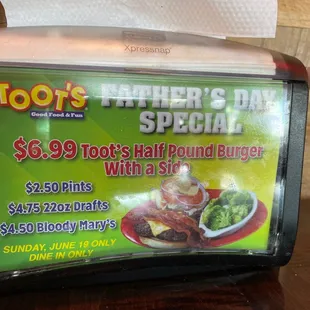 Xpressnap
TOOT'S
Good Food & Fun
FATHER'S DAY
SPECIAL
$6.99 Toot's Half Pound Burger
With a Side
$2.50 Pints
$4.75 22oz Drafts
$4.50 Bloody Mary's
SUNDAY, JUNE 19 ONLY
DINE IN ONLY